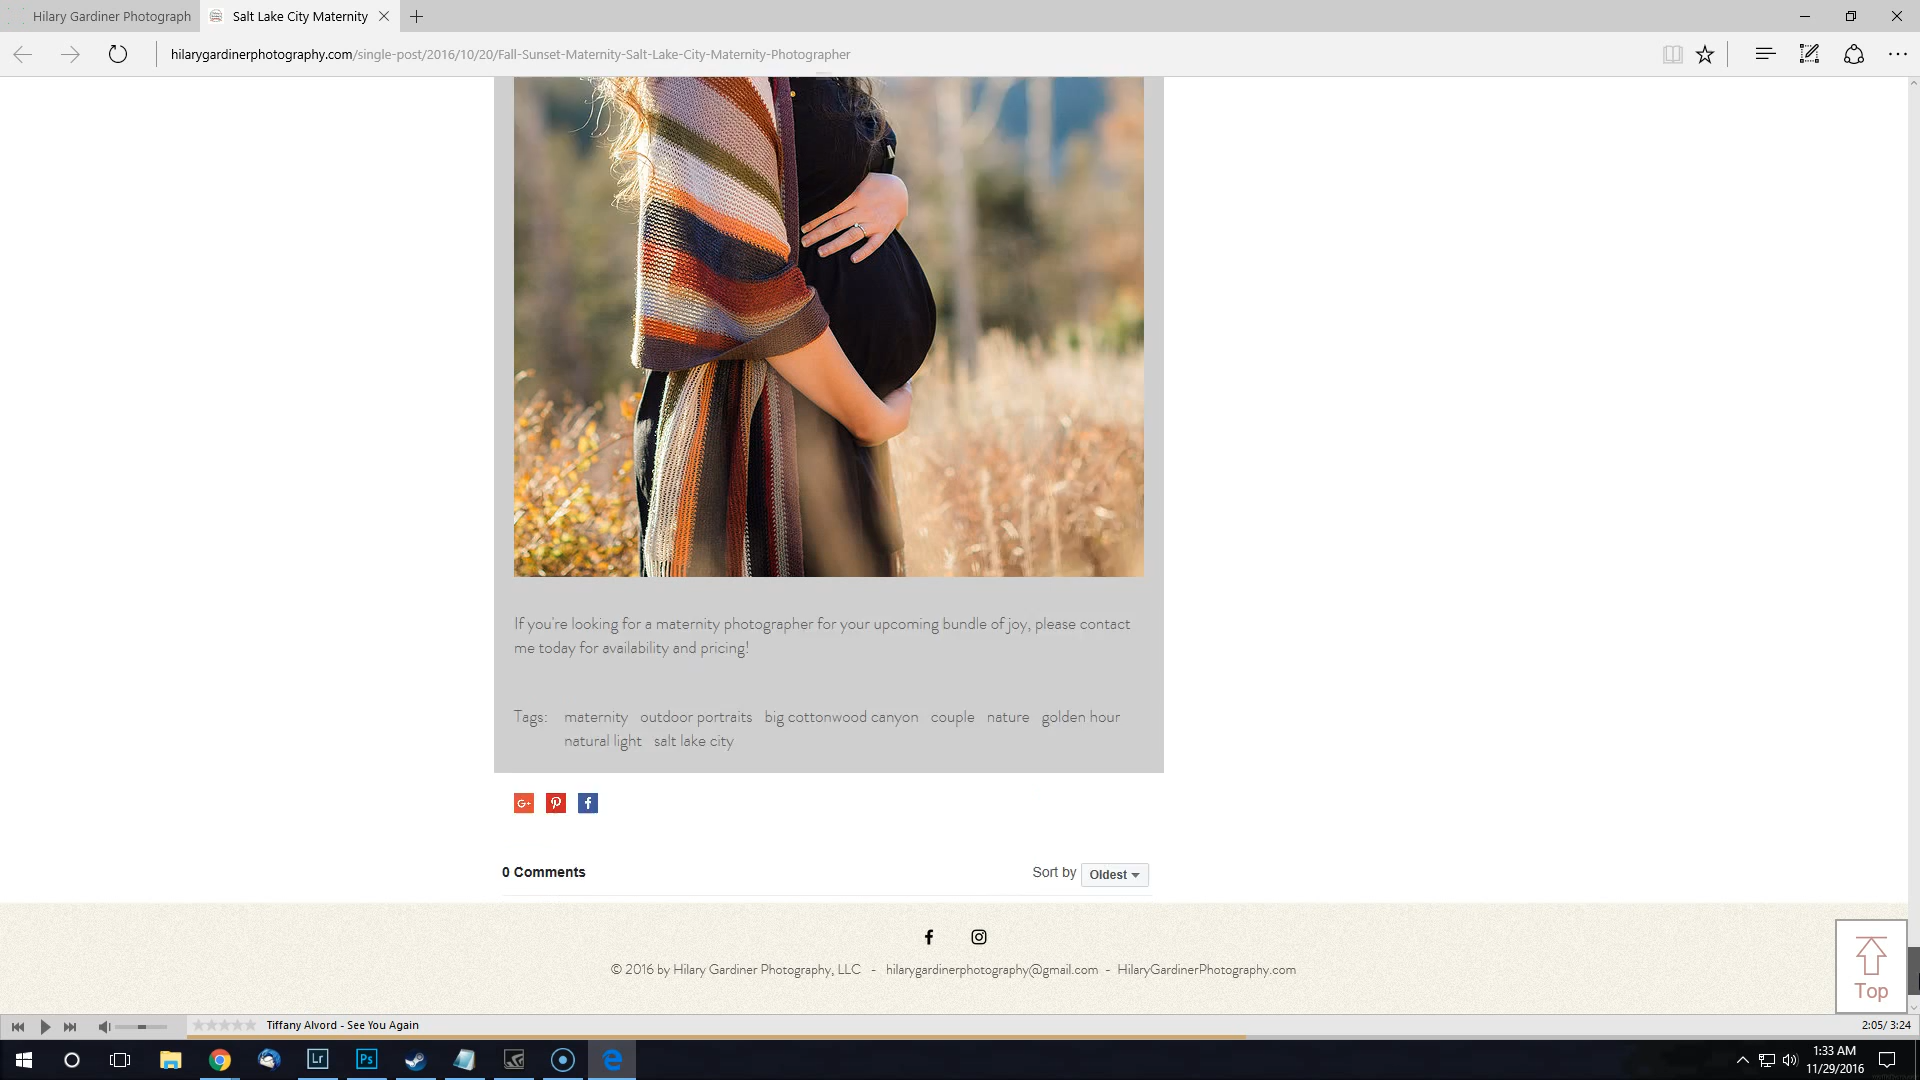 Hilary Gardiner Photograph
Salt Lake City Maternity
hilarygardinerphotography.com/single-post/2016/10/20/Fall-Sunset-Maternity-Salt-Lake-City-Maternity-Photographer
If you're looking for a maternity photographer for your upcoming bundle of joy, please contact
me today for availability and pricing!
Tags: maternity outdoor portraits big cottonwood canyon couple nature golden hour
natural light salt lake city
G+
0 Comments
Sort by Oldest
© 2016 by Hilary Gardiner Photography, LLC - hilarygardinerphotography@gmail.com - HilaryGardinerPhotography.com
Top
Tiffany Alvord - See You Again
2:05/ 3:24
Lr
Ps
1:33 AM
11/29/2016